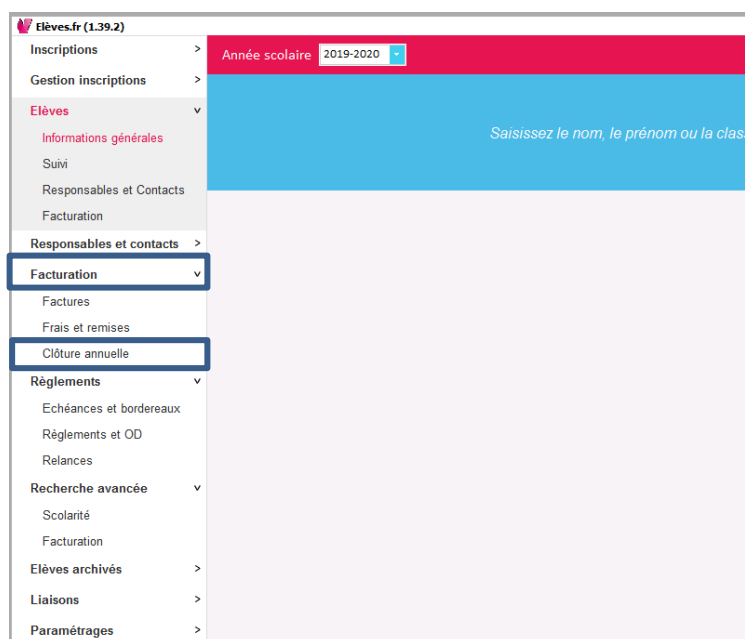 Elèves.fr (1.39.2)
Inscriptions >
Gestion inscriptions >
Elèves v
Informations générales
Suivi
Responsables et Contacts
Facturation
Responsables et contacts >
Facturation v
Factures
Frais et remises
Clôture annuelle
Règlements v
Echéances et bordereaux
Règlements et OD
Relances
Recherche avancée v
Scolarité
Facturation
Elèves archivés >
Liaisons >
Paramétrages >
Année scolaire 2019-2020
Saisissez le nom, le prénom ou la clas